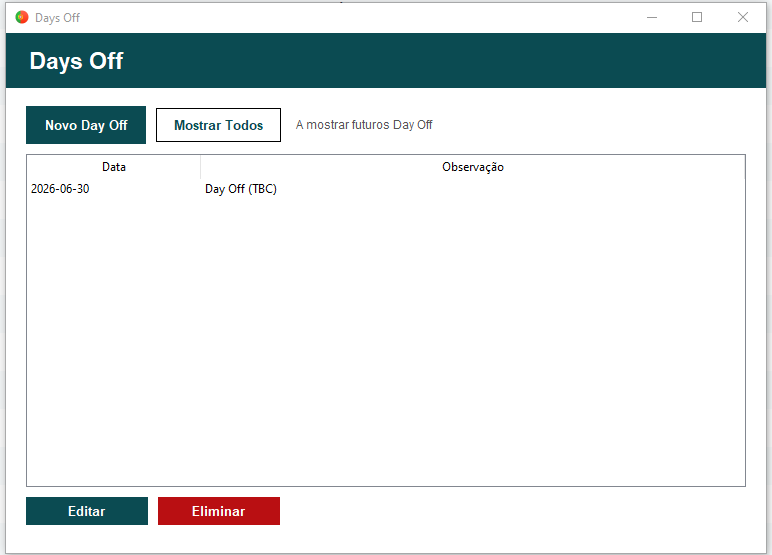 Days Off
Days Off
Novo Day Off Mostrar Todos A mostrar futuros Day Off
Data Observação
2026-06-30 Day Off (TBC)
Editar Eliminar